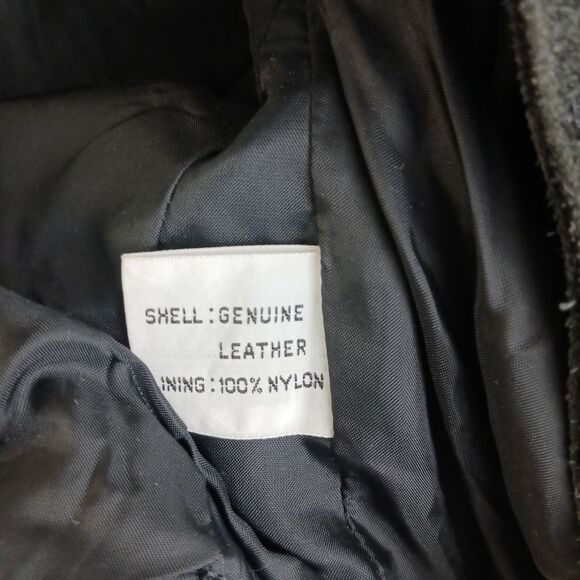 SHELL : GENUINE
LEATHER
INING : 100% NYLON